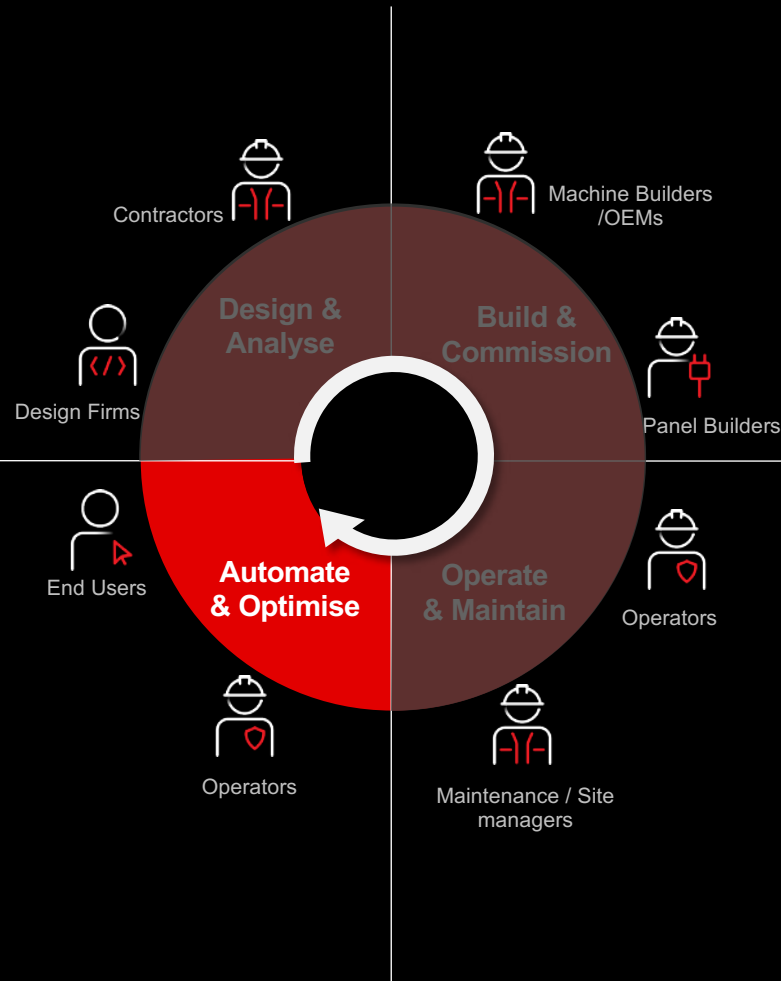 Contractors
Machine Builders
/OEMs
Design &
Analyse
Build &
Commission
Design Firms
Panel Builders
End Users
Automate
& Optimise
Operate
& Maintain
Operators
Operators
Maintenance / Site
managers